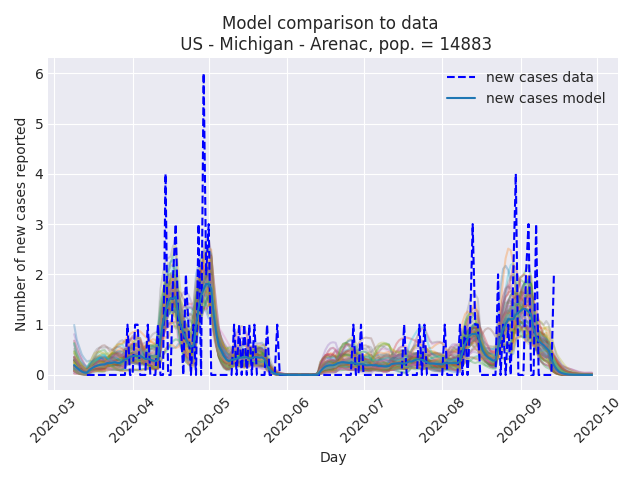 Model comparison to data
US - Michigan - Arenac, pop. = 14883
new cases data
new cases model
Number of new cases reported
6
5
4
3
2
1
0
2020-03
2020-04
2020-05
2020-06
2020-07
2020-08
2020-09
2020-10
Day